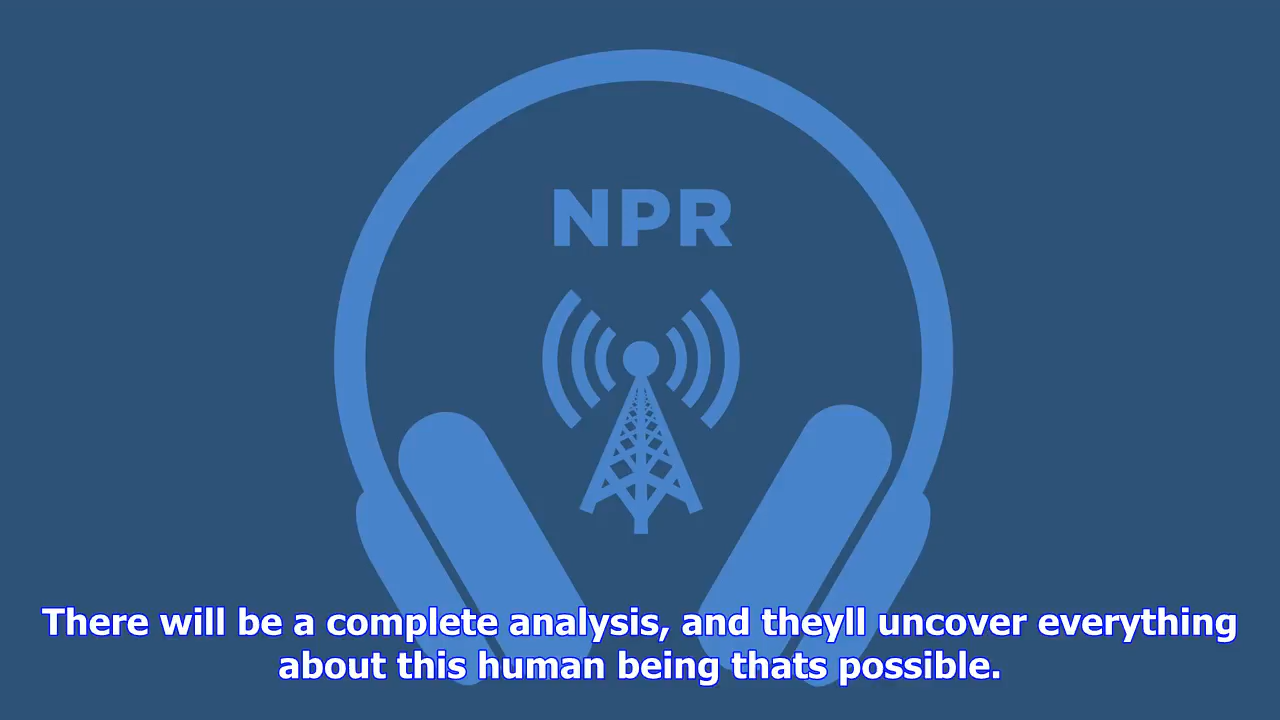 NPR
There will be a complete analysis, and theyll uncover everything
about this human being thats possible.